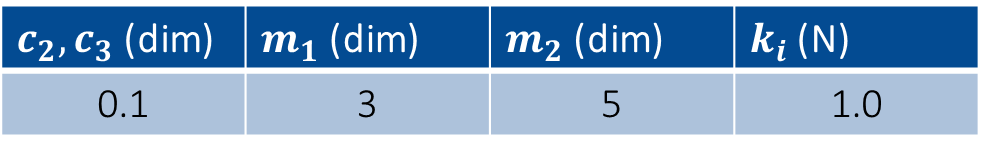 c₂, c₃ (dim) m₁ (dim) m₂ (dim) kᵢ (N)
0.1 3 5 1.0